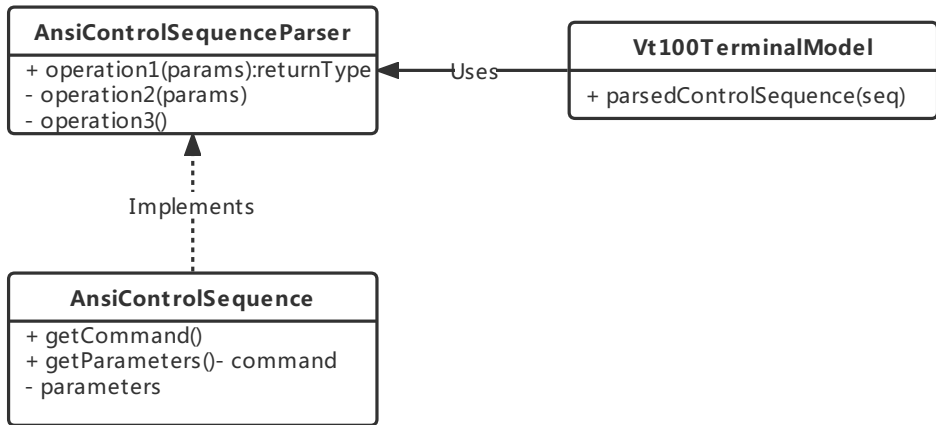 AnsiControlSequenceParser
+ operation1(params):returnType
- operation2(params)
- operation3()
Uses
Vt100TerminalModel
+ parsedControlSequence(seq)
Implements
AnsiControlSequence
+ getCommand()
+ getParameters()- command
- parameters